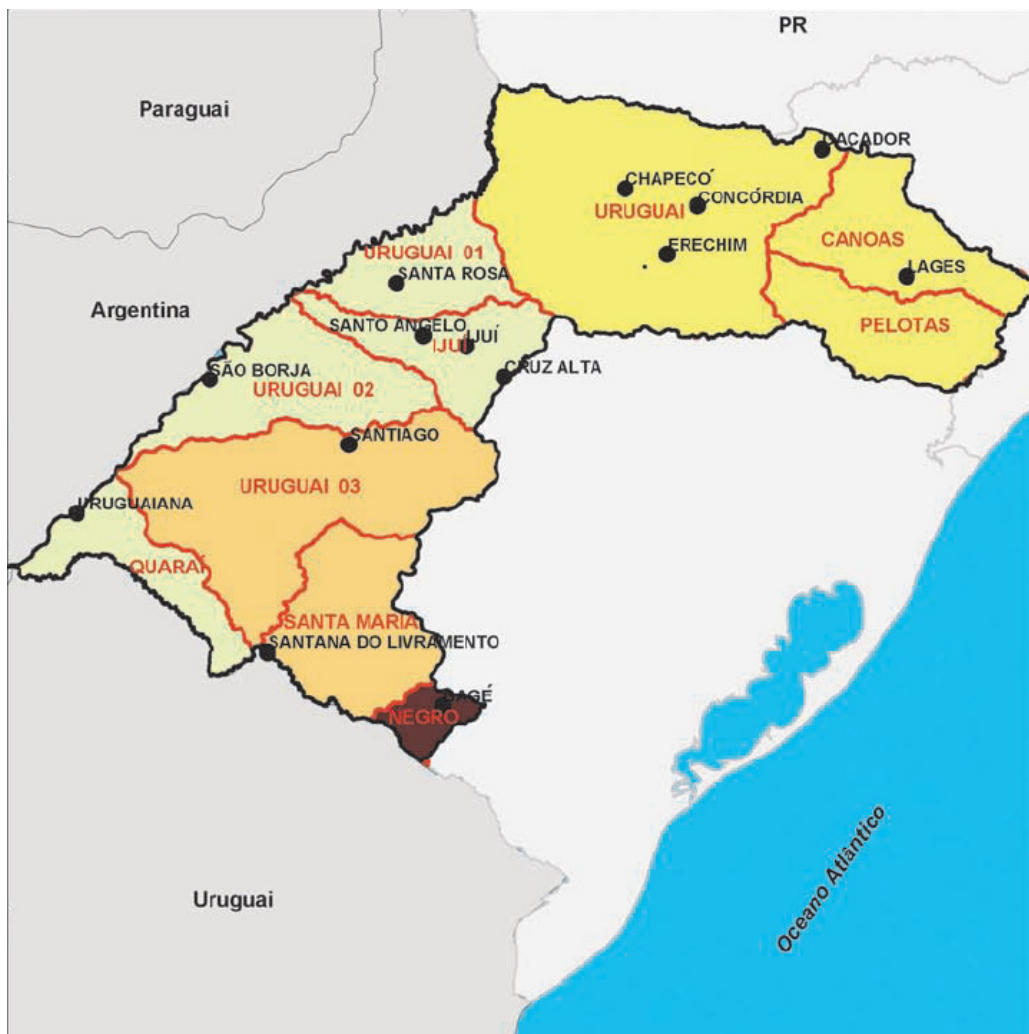 PR
Paraguai
CAÇADOR
CHAPECÓ
CONCÓRDIA
URUGUAI
CANOAS
URUGUAI 01
ERECHIM
LAGES
SANTA ROSA
Argentina
SANTO ANGELO
PELOTAS
IJUÍ
IJUÍ
SÃO BORJA
CRUZ ALTA
URUGUAI 02
SANTIAGO
URUGUAI 03
URUGUAIANA
QUARAÍ
SANTA MARIA
SANTANA DO LIVRAMENTO
BAGÉ
NEGRO
Uruguai
Oceano Atlântico